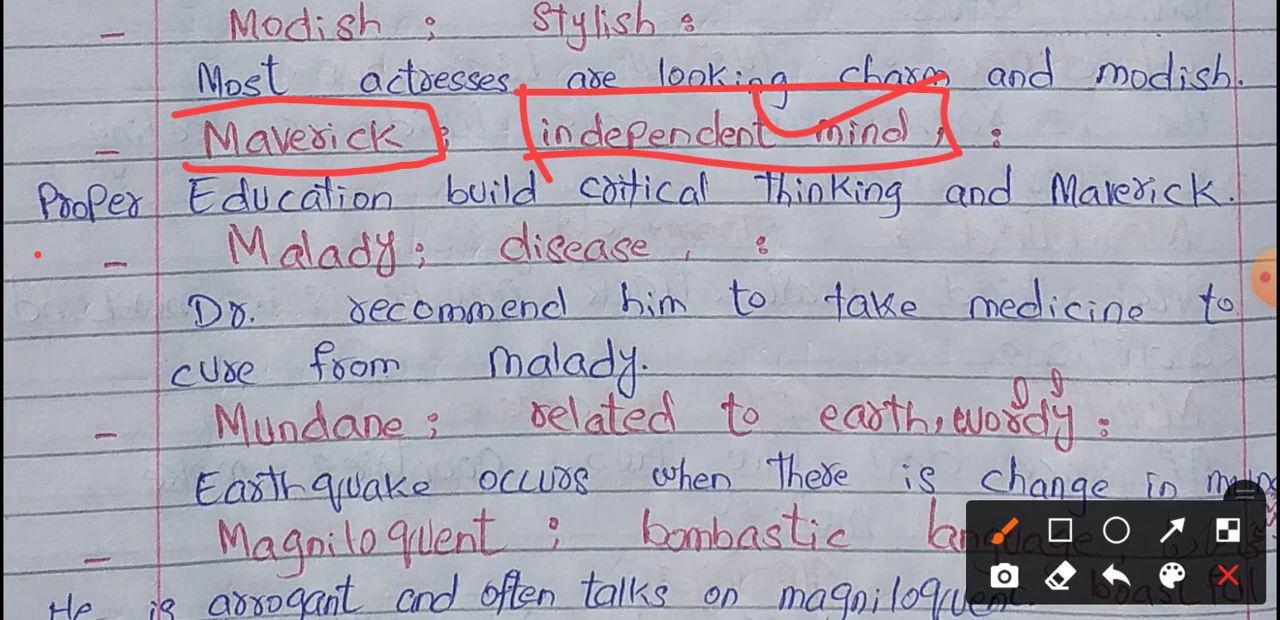 - Modish ; Stylish :
Most actresses are looking charm and modish.
- Maverick ; independent mind, :
Proper Education build critical thinking and Maverick.
- Malady ; disease, :
Dr. recommend him to take medicine to
cure from malady.
- Mundane ; related to earth, wordy :
Earthquake occurs when there is change in
- Magniloquent ; bombastic
He is arrogant and often talks on magniloquent.